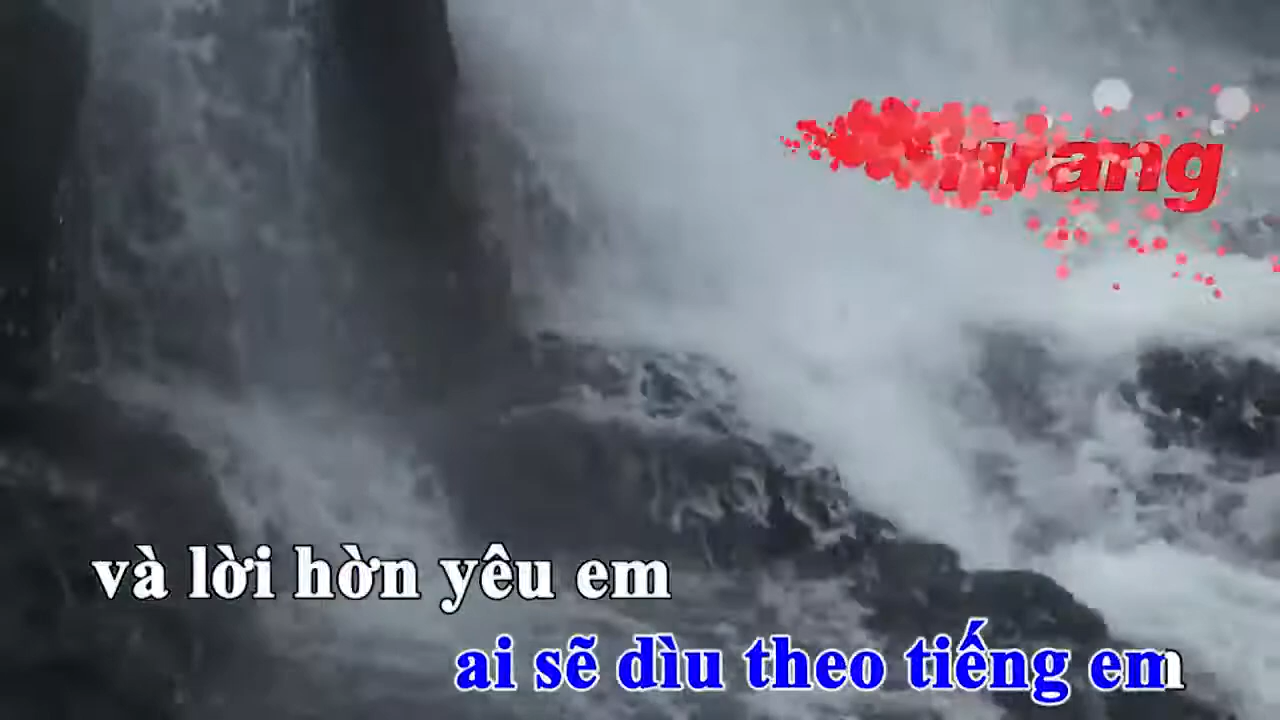 và lời hờn yêu em
ai sẽ dìu theo tiếng em